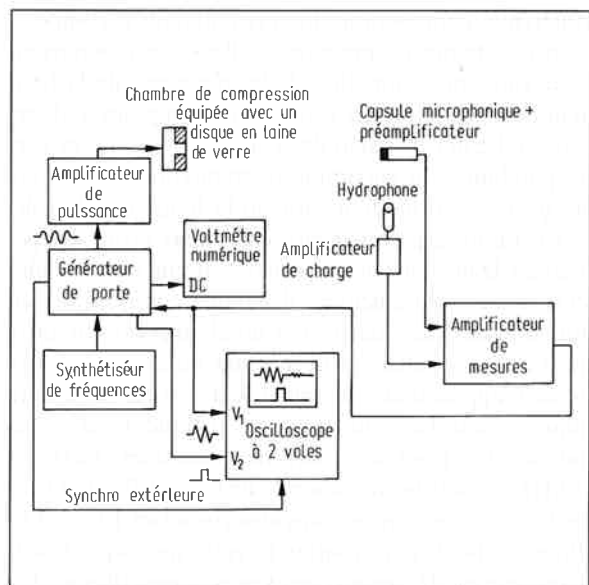 Chambre de compression
équipée avec un
disque en laine
de verre
Capsule microphonique +
préamplificateur
Amplificateur
de
puissance
Hydrophone
Voltmètre
numérique
DC
Amplificateur
de charge
Générateur
de porte
Amplificateur
de
mesures
Synthétiseur
de fréquences
V1
Oscilloscope
à 2 voies
V2
Synchro extérieure